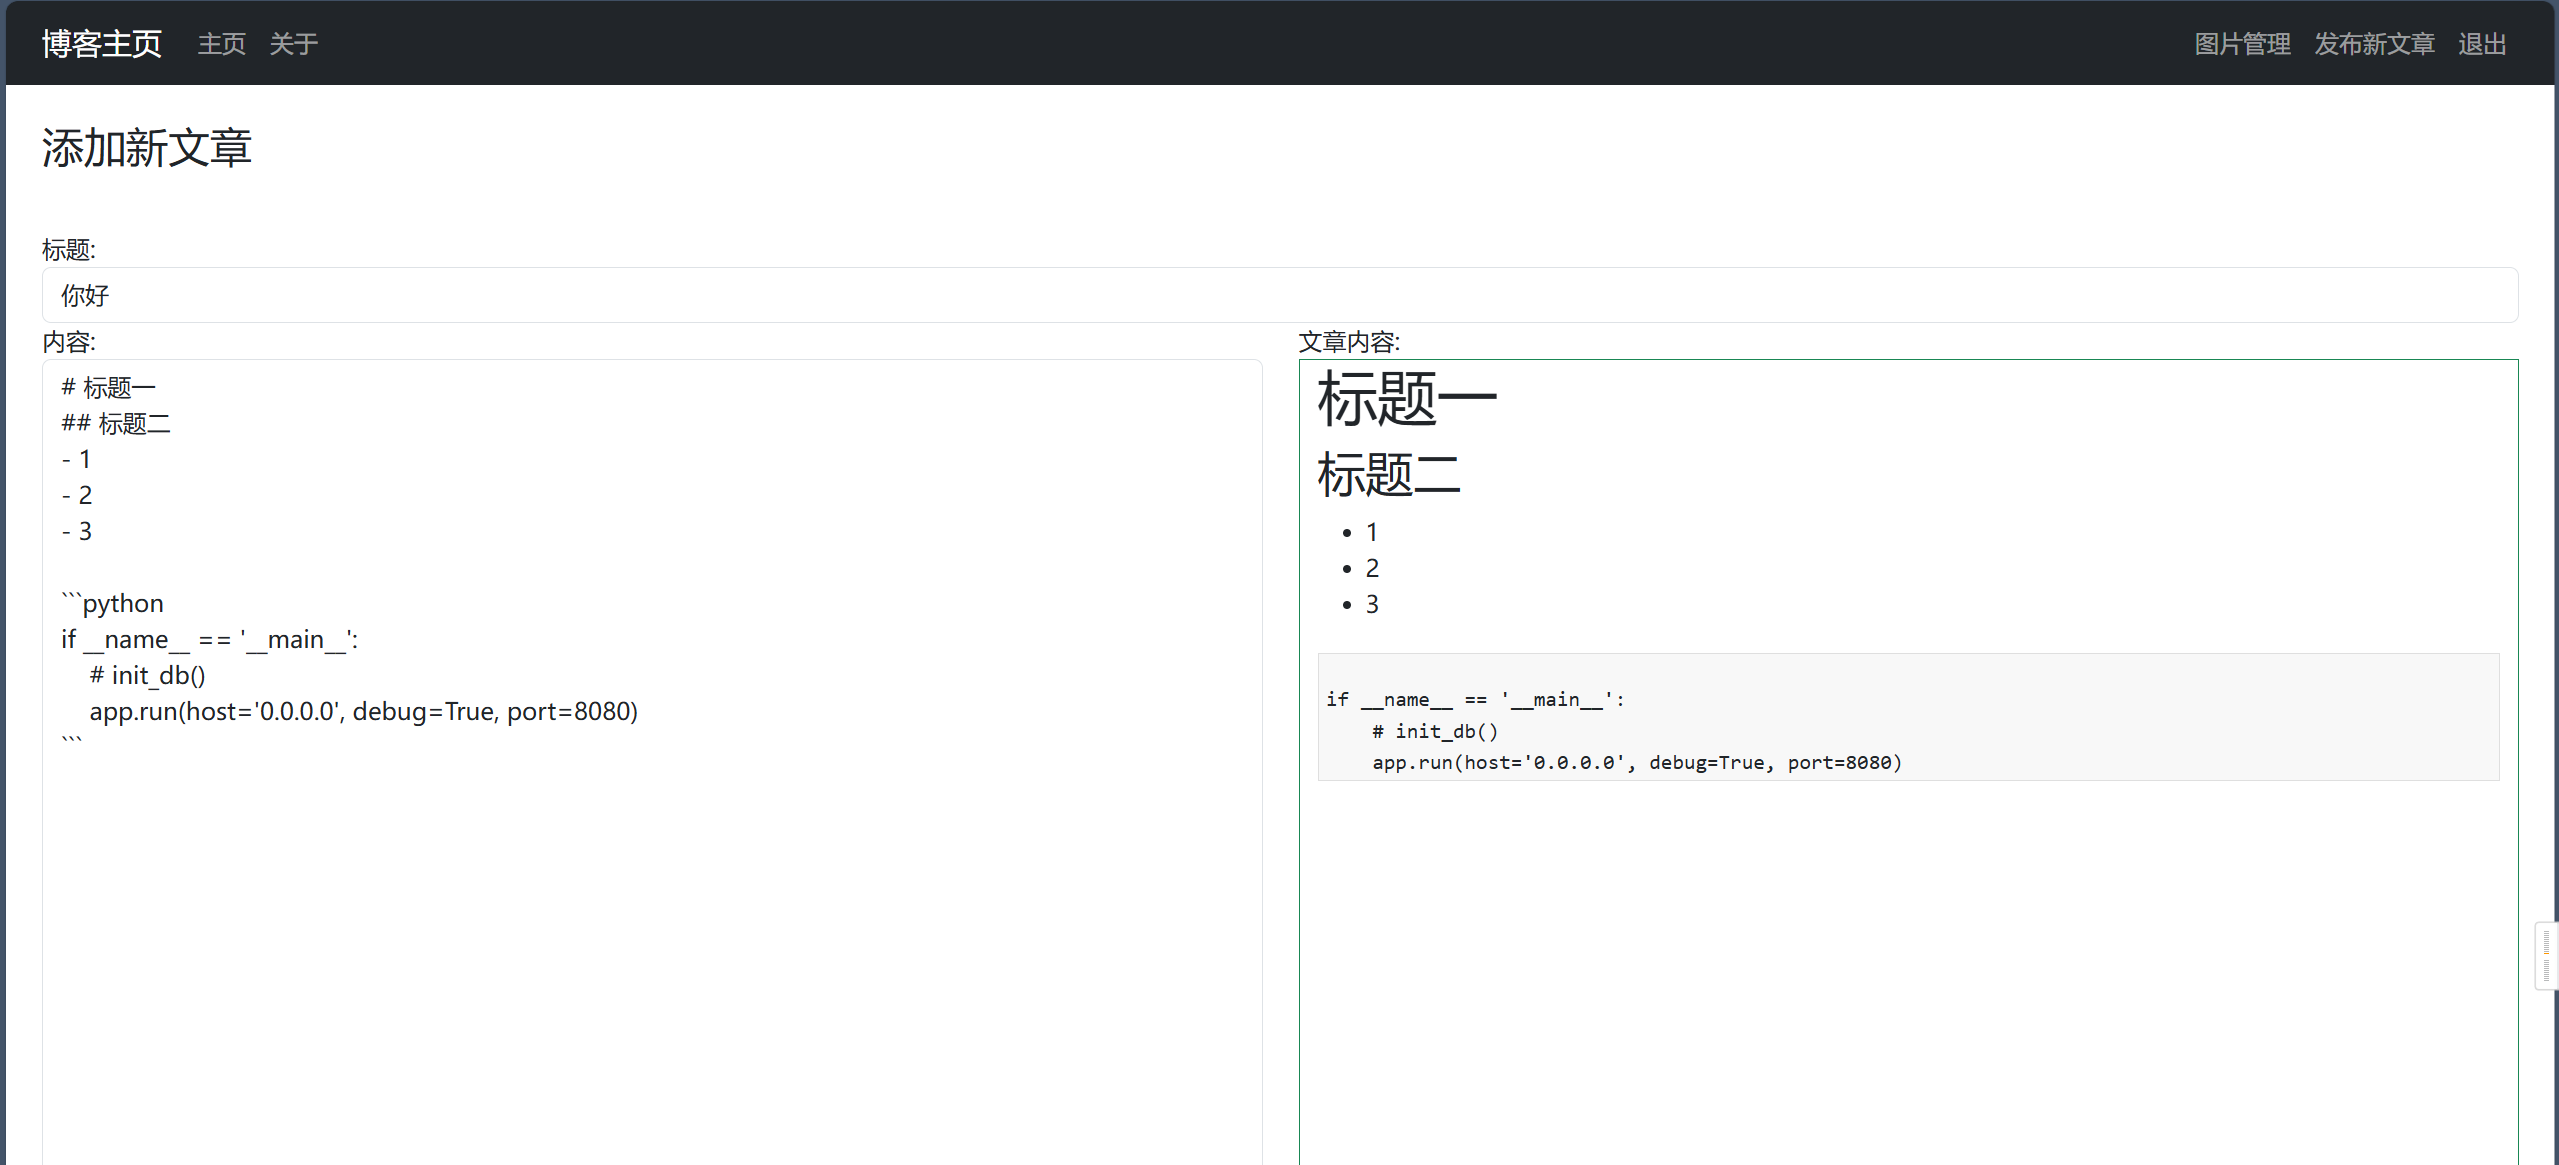 博客主页 主页 关于 图片管理 发布新文章 退出
添加新文章
标题:
你好
内容:
# 标题一
## 标题二
- 1
- 2
- 3
```python
if __name__ == '__main__':
    # init_db()
    app.run(host='0.0.0.0', debug=True, port=8080)
```
文章内容:
标题一
标题二
• 1
• 2
• 3
if __name__ == '__main__':
    # init_db()
    app.run(host='0.0.0.0', debug=True, port=8080)